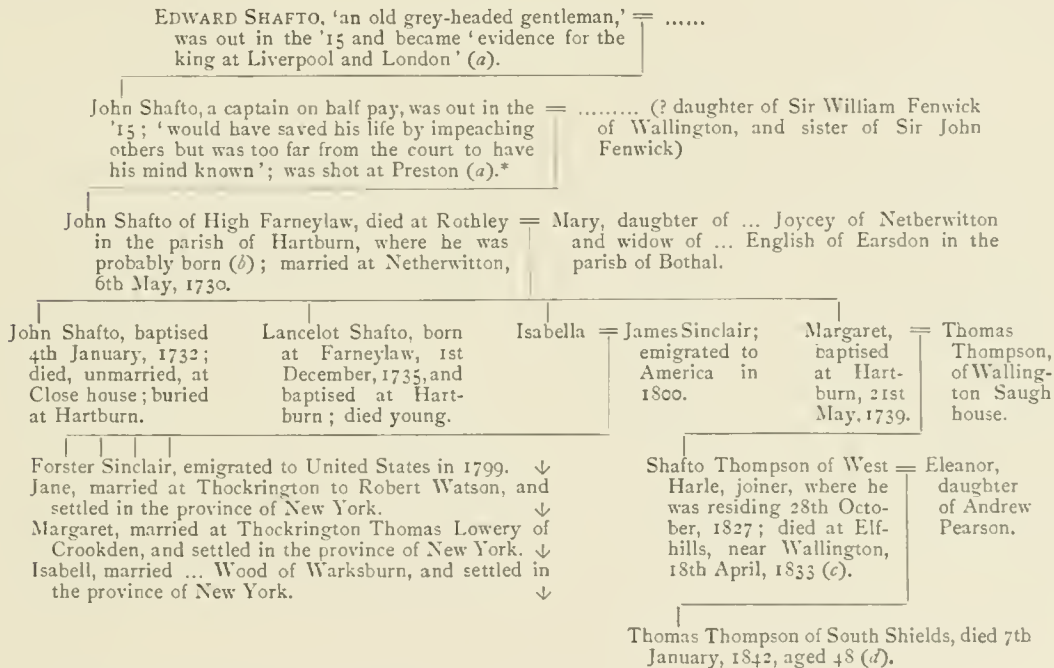 EDWARD SHAFTO, ‘an old grey-headed gentleman,’ = ......
was out in the ’15 and became ‘evidence for the
king at Liverpool and London’ (a).
John Shafto, a captain on half pay, was out in the
’15; ‘would have saved his life by impeaching
others but was too far from the court to have
his mind known’; was shot at Preston (a).*
= ......... (? daughter of Sir William Fenwick
of Wallington, and sister of Sir John
Fenwick)
John Shafto of High Farneylaw, died at Rothley
in the parish of Hartburn, where he was
probably born (b); married at Netherwitton,
6th May, 1730.
= Mary, daughter of ... Joycey of Netherwitton
and widow of ... English of Earsdon in the
parish of Bothal.
John Shafto, baptised
4th January, 1732;
died, unmarried, at
Close house; buried
at Hartburn.
Lancelot Shafto, born
at Farneylaw, 1st
December, 1735, and
baptised at Hart-
burn; died young.
Isabella
= James Sinclair;
emigrated to
America in
1800.
Margaret,
baptised
at Hart-
burn, 21st
May, 1739.
= Thomas
Thompson,
of Walling-
ton Saugh
house.
Forster Sinclair, emigrated to United States in 1799. ↓
Jane, married at Thockrington to Robert Watson, and
settled in the province of New York. ↓
Margaret, married at Thockrington Thomas Lowery of
Crookden, and settled in the province of New York. ↓
Isabell, married ... Wood of Warksburn, and settled in
the province of New York. ↓
Shafto Thompson of West
Harle, joiner, where he
was residing 28th Octo-
ber, 1827; died at Elf-
hills, near Wallington,
18th April, 1833 (c).
= Eleanor,
daughter
of Andrew
Pearson.
Thomas Thompson of South Shields, died 7th
January, 1842, aged 48 (d).